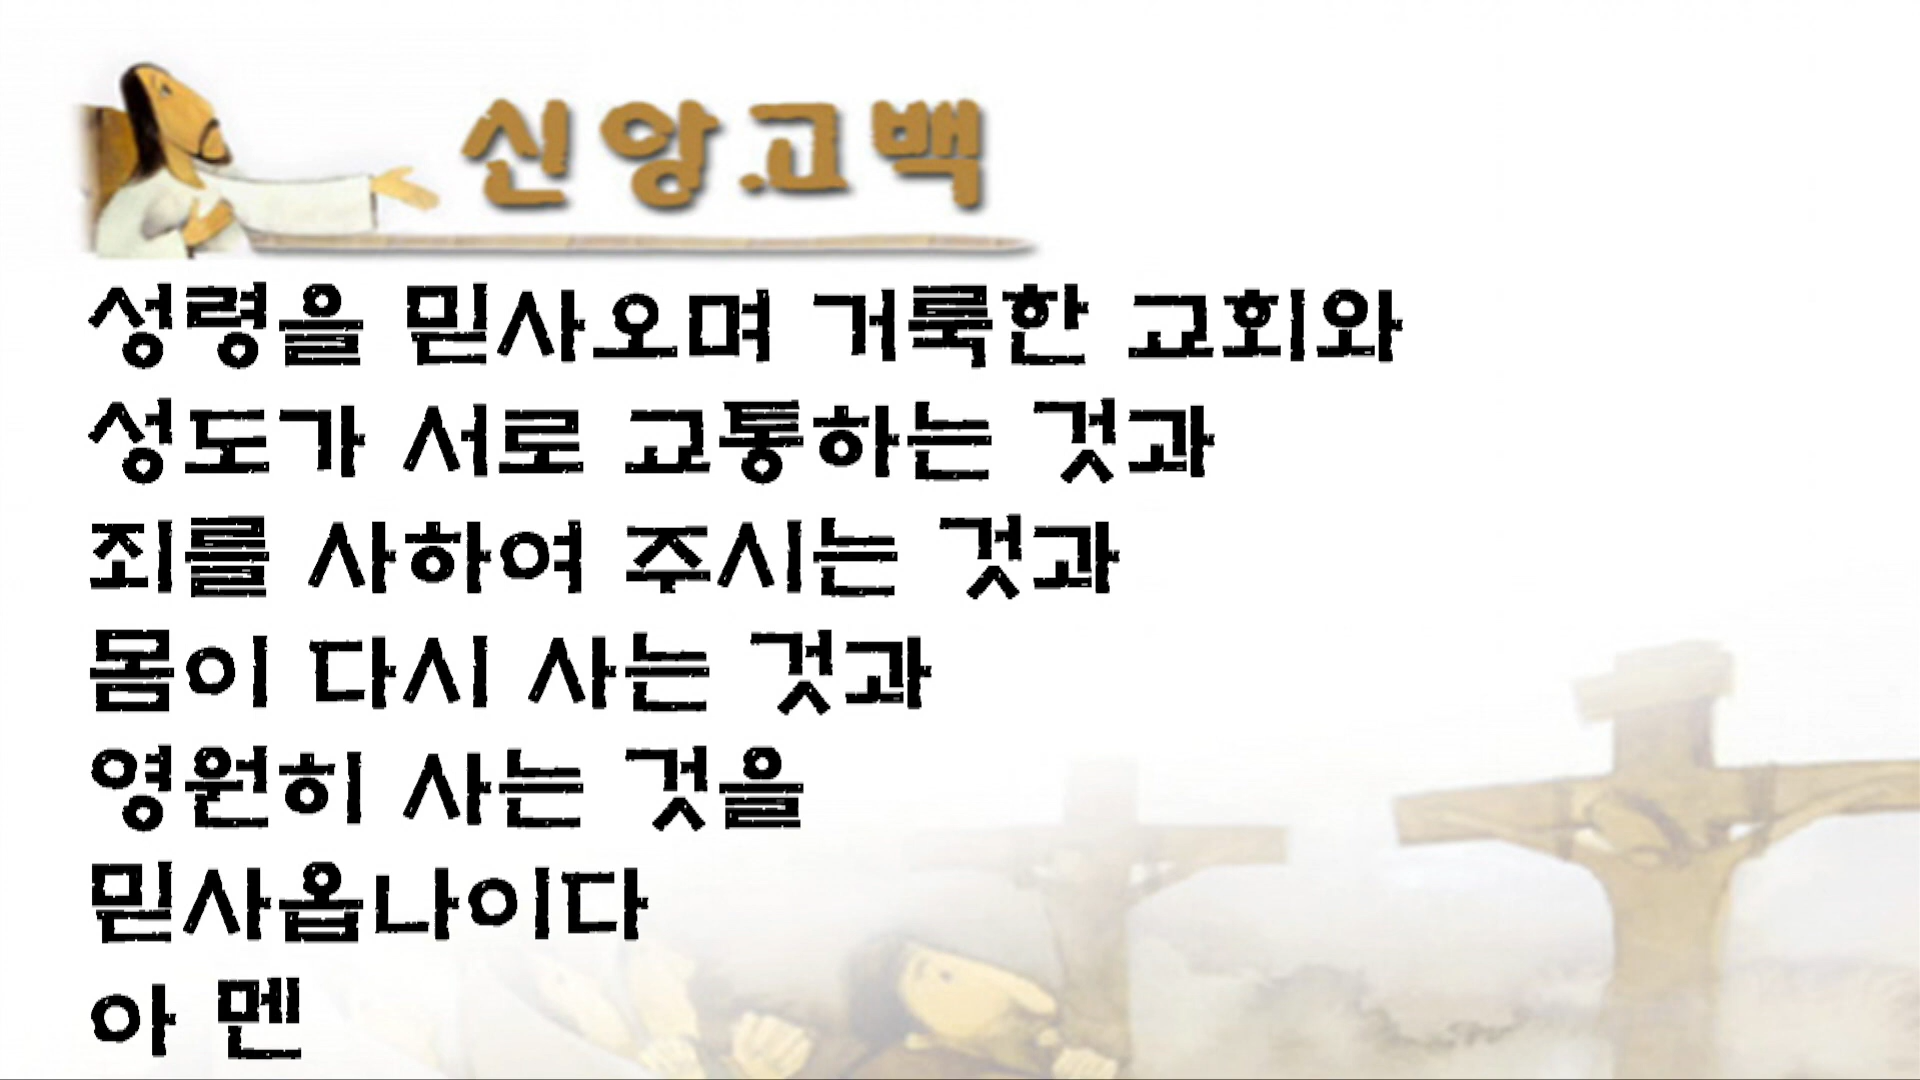 신앙고백
성령을 믿사오며 거룩한 교회와
성도가 서로 교통하는 것과
죄를 사하여 주시는 것과
몸이 다시 사는 것과
영원히 사는 것을
믿사옵나이다
아 멘